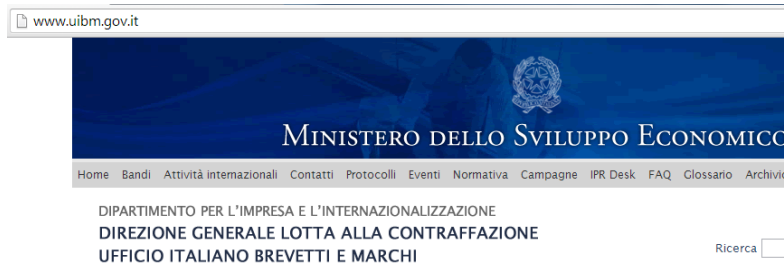 www.uibm.gov.it
MINISTERO DELLO SVILUPPO ECONOMICO
Home Bandi Attività internazionali Contatti Protocolli Eventi Normativa Campagne IPR Desk FAQ Glossario Archivio
DIPARTIMENTO PER L'IMPRESA E L'INTERNAZIONALIZZAZIONE
DIREZIONE GENERALE LOTTA ALLA CONTRAFFAZIONE
UFFICIO ITALIANO BREVETTI E MARCHI
Ricerca